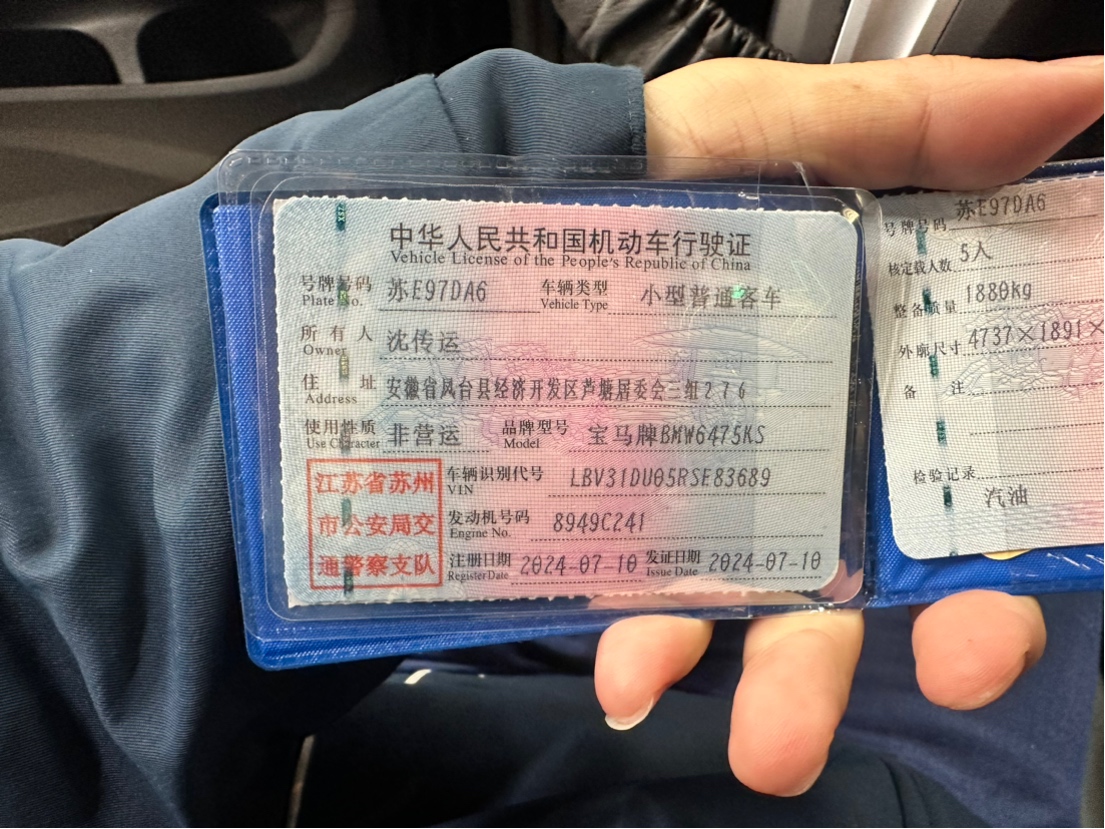 中华人民共和国机动车行驶证
Vehicle License of the People's Republic of China
号牌号码 苏E97DA6 车辆类型 小型普通客车
Plate No. Vehicle Type
所有人 沈传运
Owner
住址 安徽省凤台县经济开发区芦塘居委会三组276
Address
使用性质 非营运 品牌型号 宝马牌BMW6475KS
Use Character Model
江苏省苏州
市公安局交
通警察支队
车辆识别代号 LBV31DU05RSE83689
VIN
发动机号码 8949C241
Engine No.
注册日期 2024-07-10 发证日期 2024-07-10
Register Date Issue Date
号牌号码 苏E97DA6
核定载人数 5人
整备质量 1880kg
外廓尺寸 4737×1891×
备注
检验记录
汽油